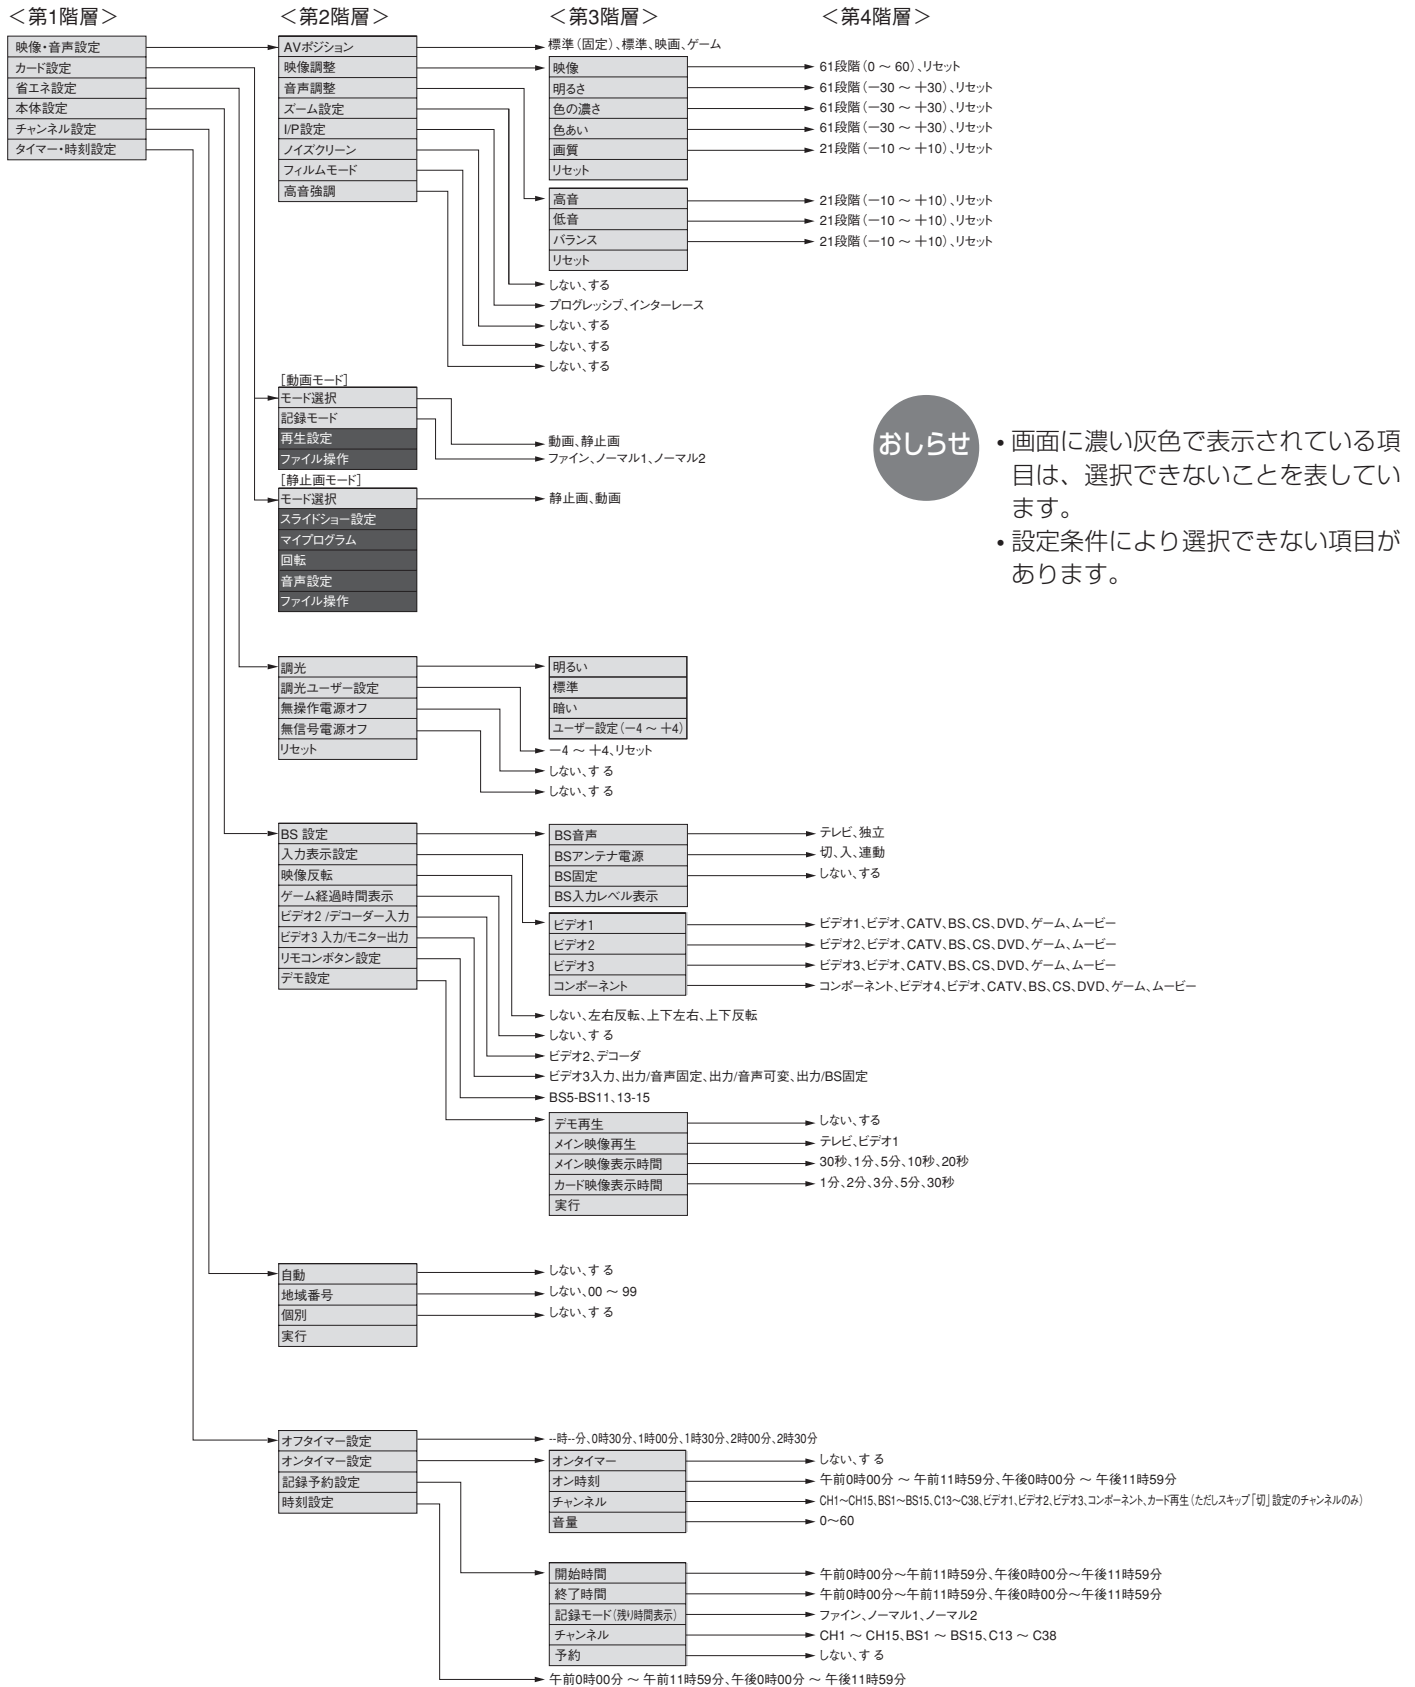 ＜第1階層＞
＜第2階層＞
＜第3階層＞
＜第4階層＞
映像・音声設定
カード設定
省エネ設定
本体設定
チャンネル設定
タイマー・時刻設定
AVポジション
映像調整
音声調整
ズーム設定
I/P設定
ノイズクリーン
フィルムモード
高音強調
標準（固定）、標準、映画、ゲーム
映像
明るさ
色の濃さ
色あい
画質
リセット
61段階（0 ～ 60）、リセット
61段階（－30 ～ ＋30）、リセット
61段階（－30 ～ ＋30）、リセット
61段階（－30 ～ ＋30）、リセット
21段階（－10 ～ ＋10）、リセット
高音
低音
バランス
リセット
21段階（－10 ～ ＋10）、リセット
21段階（－10 ～ ＋10）、リセット
21段階（－10 ～ ＋10）、リセット
しない、する
プログレッシブ、インターレース
しない、する
しない、する
しない、する
［動画モード］
モード選択
記録モード
再生設定
ファイル操作
動画、静止画
ファイン、ノーマル1、ノーマル2
［静止画モード］
モード選択
スライドショー設定
マイプログラム
回転
音声設定
ファイル操作
静止画、動画
おしらせ
・画面に濃い灰色で表示されている項
目は、選択できないことを表してい
ます。
・設定条件により選択できない項目が
あります。
調光
調光ユーザー設定
無操作電源オフ
無信号電源オフ
リセット
明るい
標準
暗い
ユーザー設定（－4 ～ ＋4）
－4 ～ ＋4、リセット
しない、する
しない、する
BS 設定
入力表示設定
映像反転
ゲーム経過時間表示
ビデオ2 /デコーダー入力
ビデオ3 入力/モニター出力
リモコンボタン設定
デモ設定
BS音声
BSアンテナ電源
BS固定
BS入力レベル表示
テレビ、独立
切、入、連動
しない、する
ビデオ1
ビデオ2
ビデオ3
コンポーネント
ビデオ1、ビデオ、CATV、BS、CS、DVD、ゲーム、ムービー
ビデオ2、ビデオ、CATV、BS、CS、DVD、ゲーム、ムービー
ビデオ3、ビデオ、CATV、BS、CS、DVD、ゲーム、ムービー
コンポーネント、ビデオ4、ビデオ、CATV、BS、CS、DVD、ゲーム、ムービー
しない、左右反転、上下左右、上下反転
しない、する
ビデオ2、デコーダ
ビデオ3入力、出力/音声固定、出力/音声可変、出力/BS固定
BS5-BS11、13-15
デモ再生
メイン映像再生
メイン映像表示時間
カード映像表示時間
実行
しない、する
テレビ、ビデオ1
30秒、1分、5分、10秒、20秒
1分、2分、3分、5分、30秒
自動
地域番号
個別
実行
しない、する
しない、00 ～ 99
しない、する
オフタイマー設定
オンタイマー設定
記録予約設定
時刻設定
--時--分、0時30分、1時00分、1時30分、2時00分、2時30分
オンタイマー
オン時刻
チャンネル
音量
しない、する
午前0時00分 ～ 午前11時59分、午後0時00分 ～ 午後11時59分
CH1～CH15、BS1～BS15、C13～C38、ビデオ1、ビデオ2、ビデオ3、コンポーネント、カード再生（ただしスキップ「切」設定のチャンネルのみ）
0～60
開始時間
終了時間
記録モード（残り時間表示）
チャンネル
予約
午前0時00分～午前11時59分、午後0時00分～午後11時59分
午前0時00分～午前11時59分、午後0時00分～午後11時59分
ファイン、ノーマル1、ノーマル2
CH1 ～ CH15、BS1 ～ BS15、C13 ～ C38
しない、する
午前0時00分 ～ 午前11時59分、午後0時00分 ～ 午後11時59分